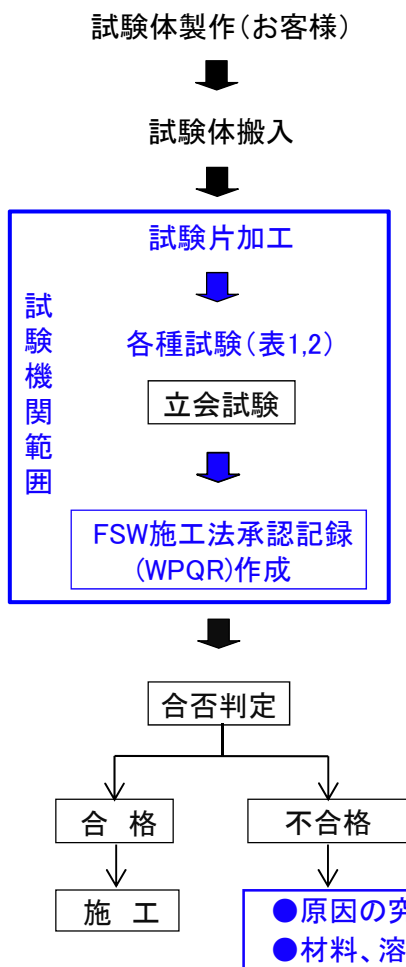 試験体製作(お客様)
試験体搬入
試験片加工
試験機関範囲
各種試験(表1,2)
立会試験
FSW施工法承認記録
(WPQR)作成
合否判定
合 格
不合格
施 工
●原因の突
●材料、溶